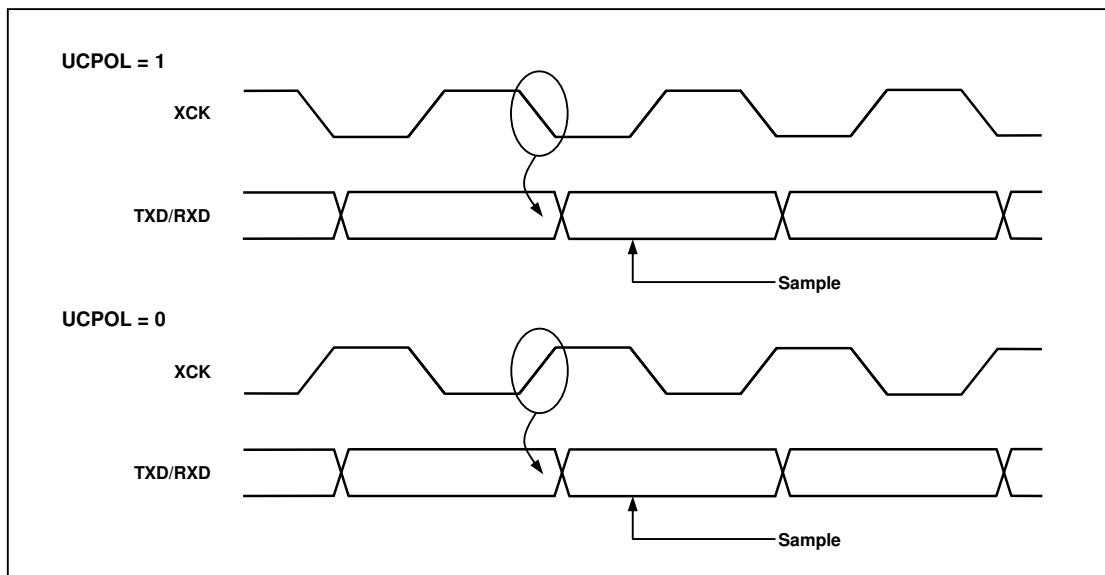 UCPOL = 1
XCK
TXD/RXD
Sample
UCPOL = 0
XCK
TXD/RXD
Sample